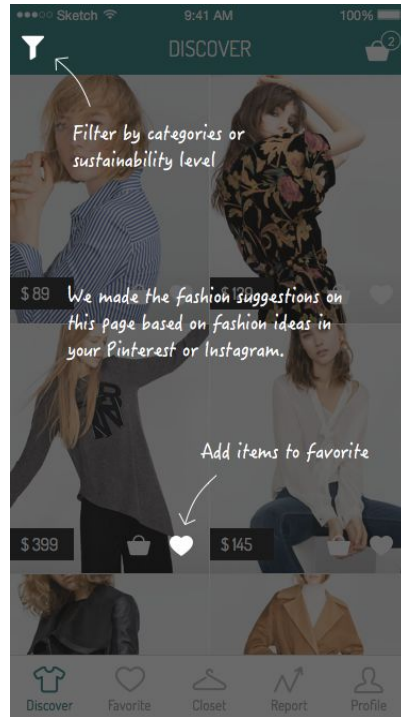 Sketch 9:41 AM 100%
DISCOVER 2
Filter by categories or
sustainability level
$ 89
We made the fashion suggestions on
this page based on fashion ideas in
your Pinterest or Instagram.
Add items to favorite
$ 399 $ 145
Discover Favorite Closet Report Profile